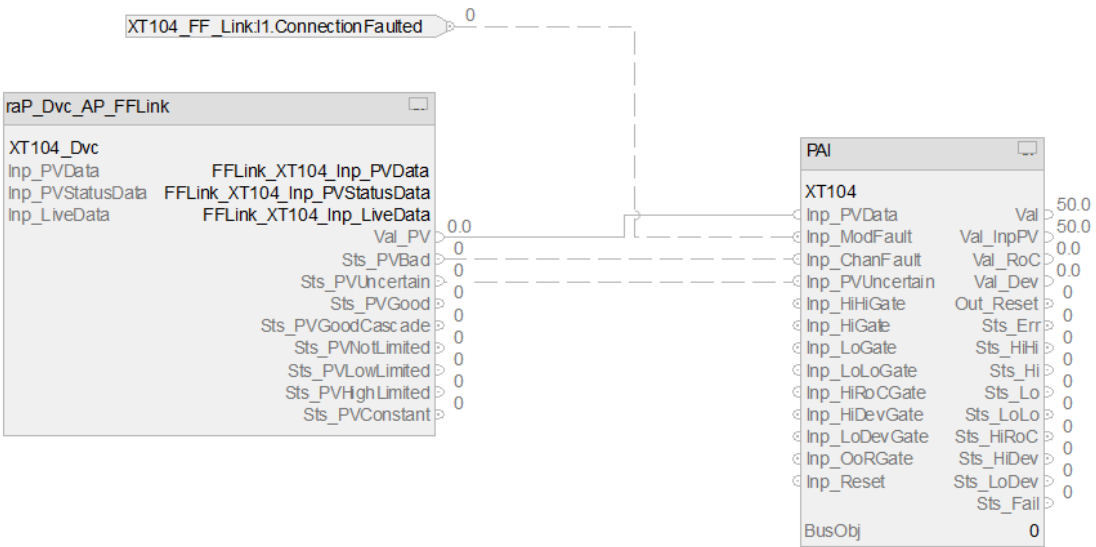 XT104_FF_Link:I1.ConnectionFaulted
0
raP_Dvc_AP_FFLink
XT104_Dvc
Inp_PVData FFLink_XT104_Inp_PVData
Inp_PVStatusData FFLink_XT104_Inp_PVStatusData
Inp_LiveData FFLink_XT104_Inp_LiveData
Val_PV 0.0
Sts_PVBad 0
Sts_PVUncertain 0
Sts_PVGood 0
Sts_PVGoodCascade 0
Sts_PVNotLimited 0
Sts_PVLowLimited 0
Sts_PVHighLimited 0
Sts_PVConstant 0
PAI
XT104
Inp_PVData Val 50.0
Inp_ModFault Val_InpPV 50.0
Inp_ChanFault Val_RoC 0.0
Inp_PVUncertain Val_Dev 0.0
Inp_HiHiGate Out_Reset 0
Inp_HiGate Sts_Err 0
Inp_LoGate Sts_HiHi 0
Inp_LoLoGate Sts_Hi 0
Inp_HiRoCGate Sts_Lo 0
Inp_HiDevGate Sts_LoLo 0
Inp_LoDevGate Sts_HiRoC 0
Inp_OoRGate Sts_HiDev 0
Inp_Reset Sts_LoDev 0
Sts_Fail 0
BusObj 0